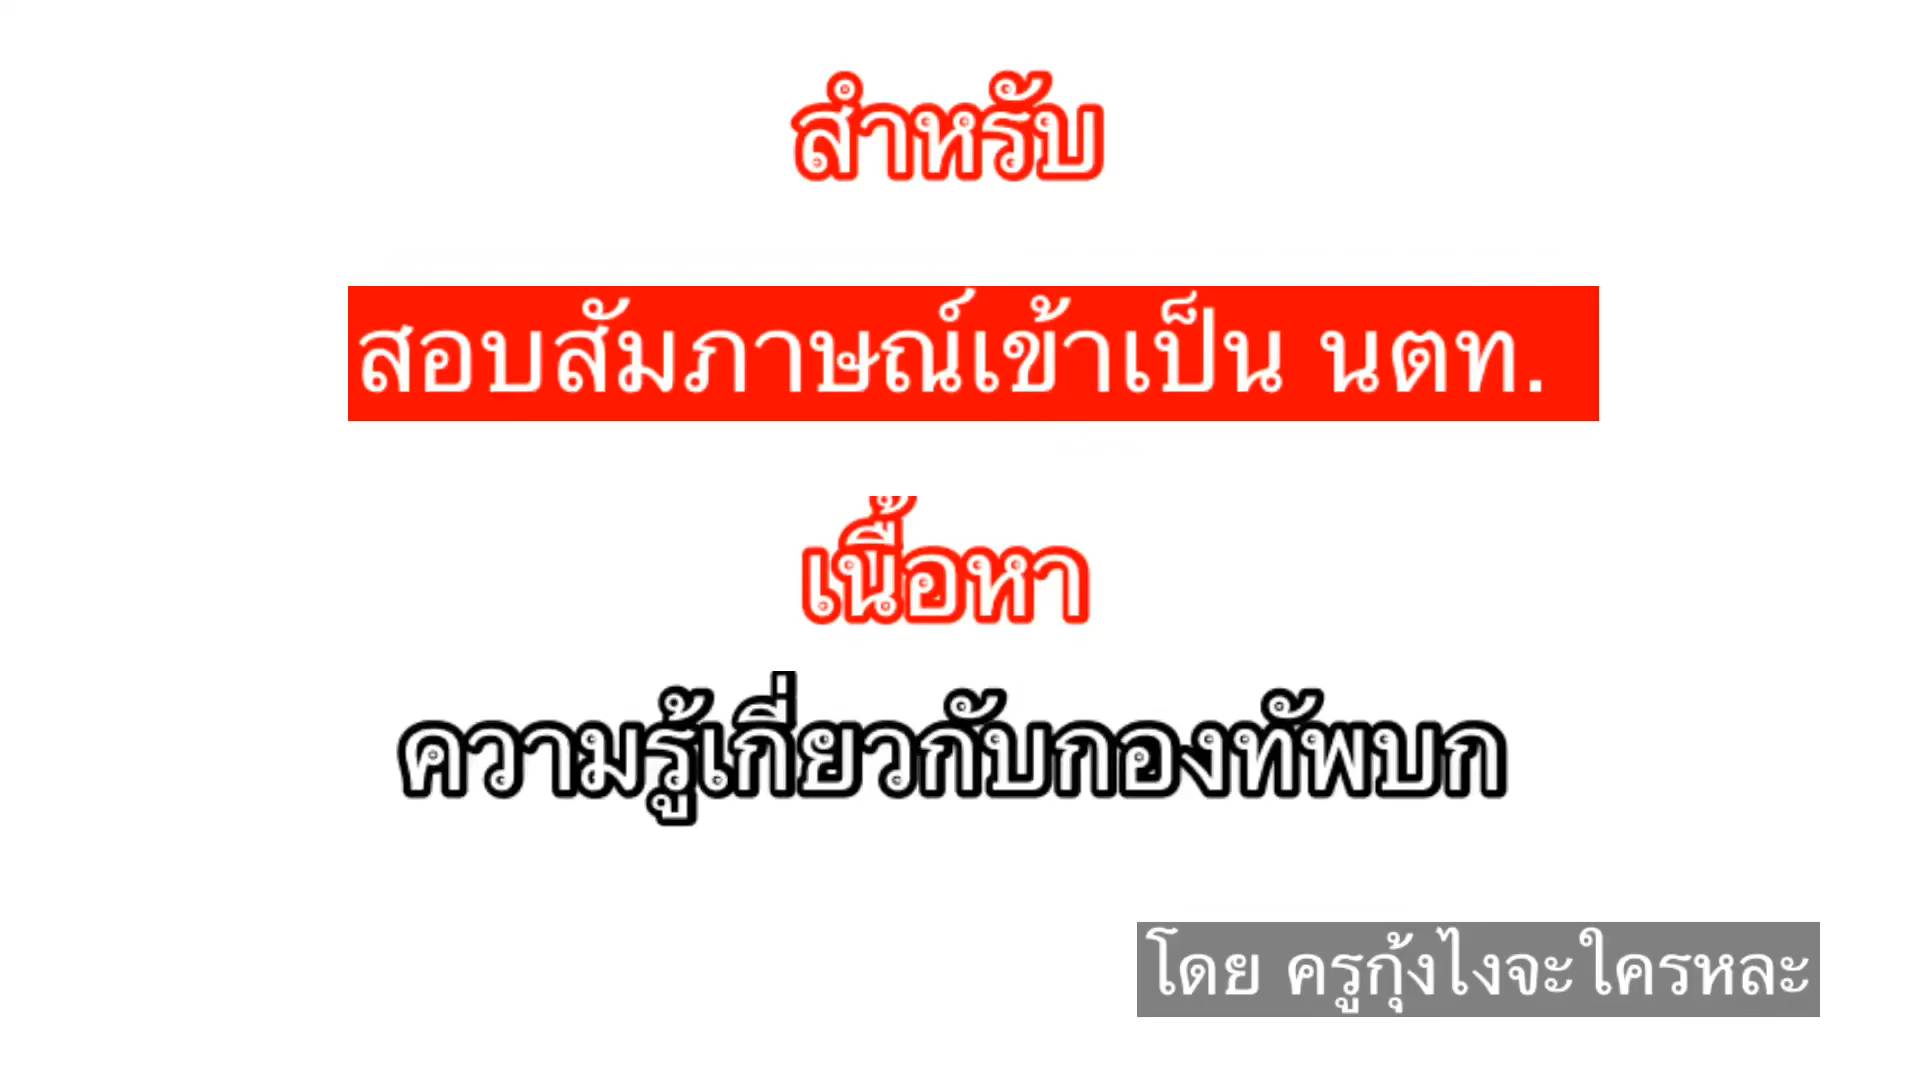 สำหรับ
สอบสัมภาษณ์เข้าเป็น นตท.
เนื้อหา
ความรู้เกี่ยวกับกองทัพบก
โดย ครูกุ้งไงจะใครหละ